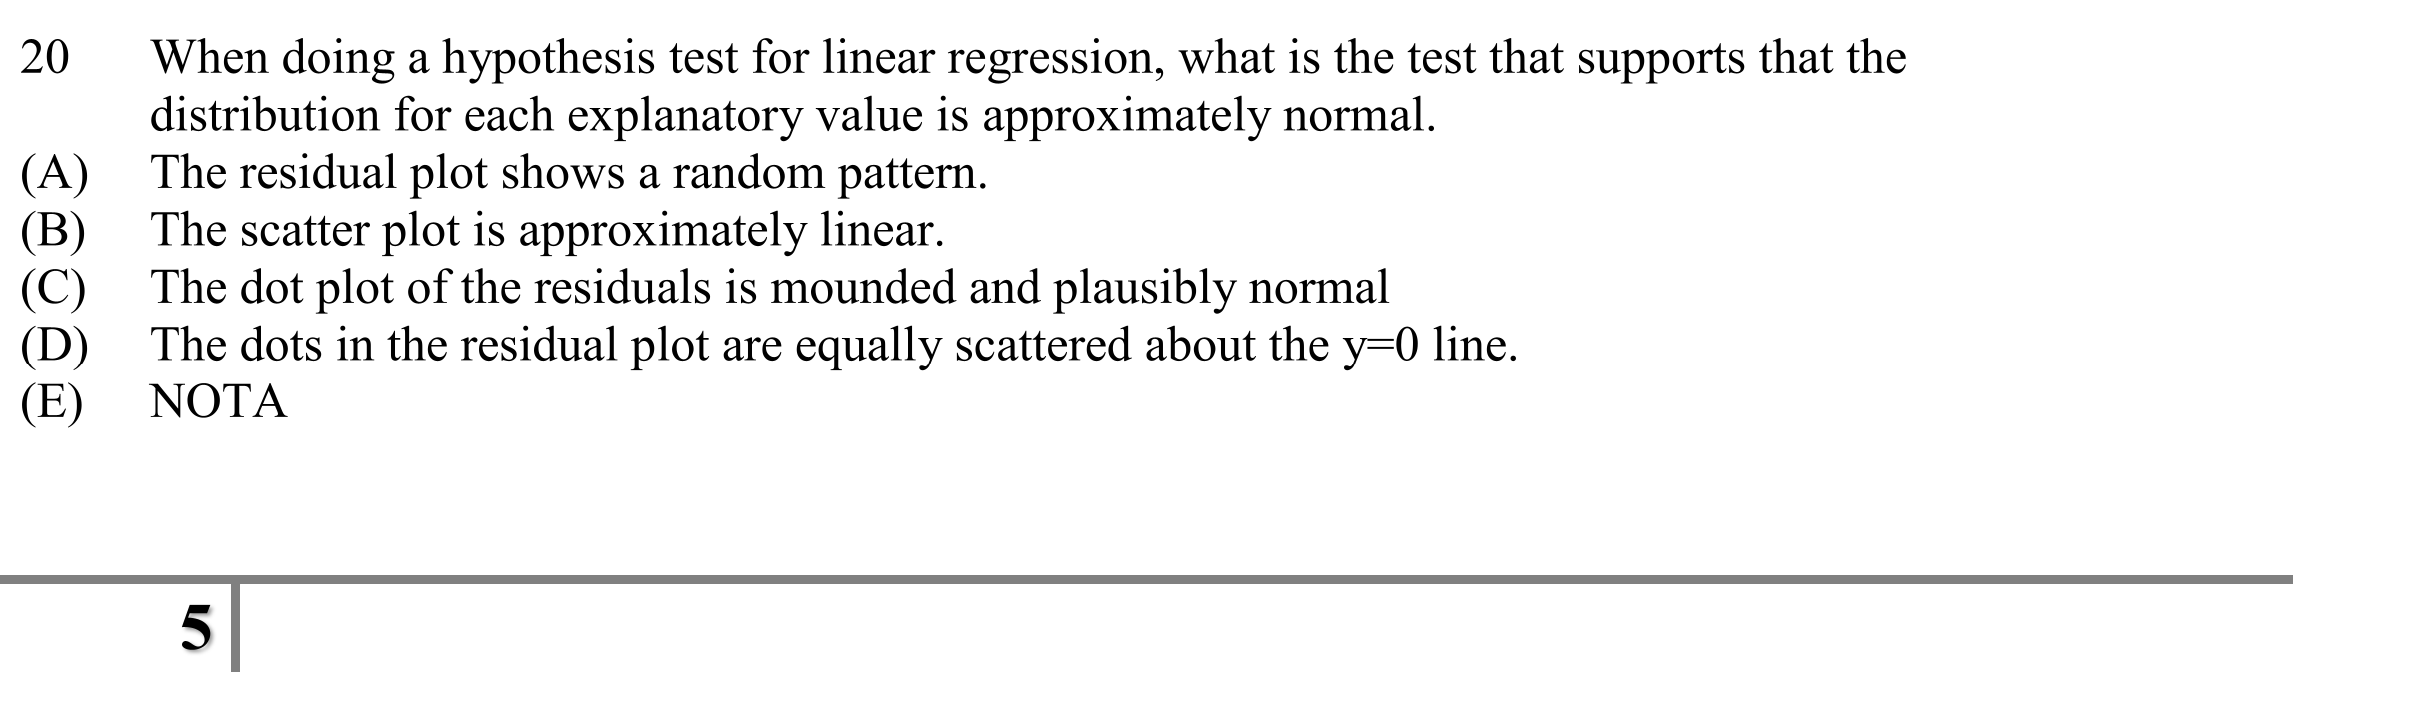 20 When doing a hypothesis test for linear regression, what is the test that supports that the
distribution for each explanatory value is approximately normal.
(A) The residual plot shows a random pattern.
(B) The scatter plot is approximately linear.
(C) The dot plot of the residuals is mounded and plausibly normal
(D) The dots in the residual plot are equally scattered about the y=0 line.
(E) NOTA
5